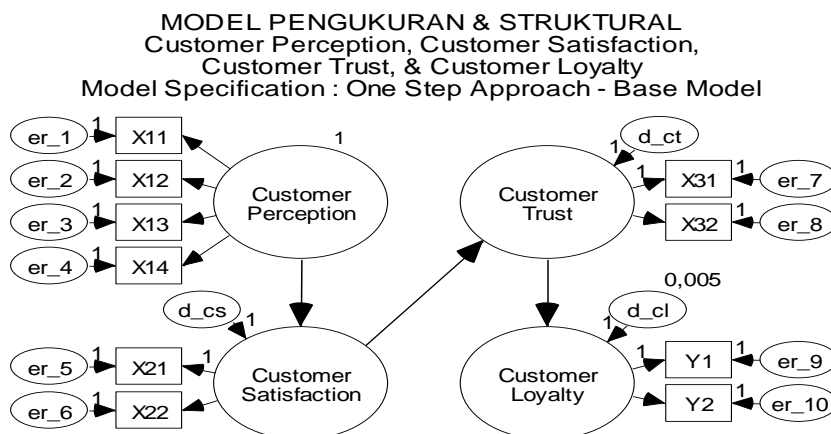 MODEL PENGUKURAN & STRUKTURAL
Customer Perception, Customer Satisfaction,
Customer Trust, & Customer Loyalty
Model Specification : One Step Approach - Base Model
er_1
1
X11
er_2
1
X12
er_3
1
X13
er_4
1
X14
1
Customer
Perception
d_cs
1
er_5
1
X21
1
er_6
1
X22
Customer
Satisfaction
d_ct
1
Customer
Trust
1
X31
1
er_7
X32
1
er_8
0,005
d_cl
1
Customer
Loyalty
1
Y1
1
er_9
Y2
1
er_10